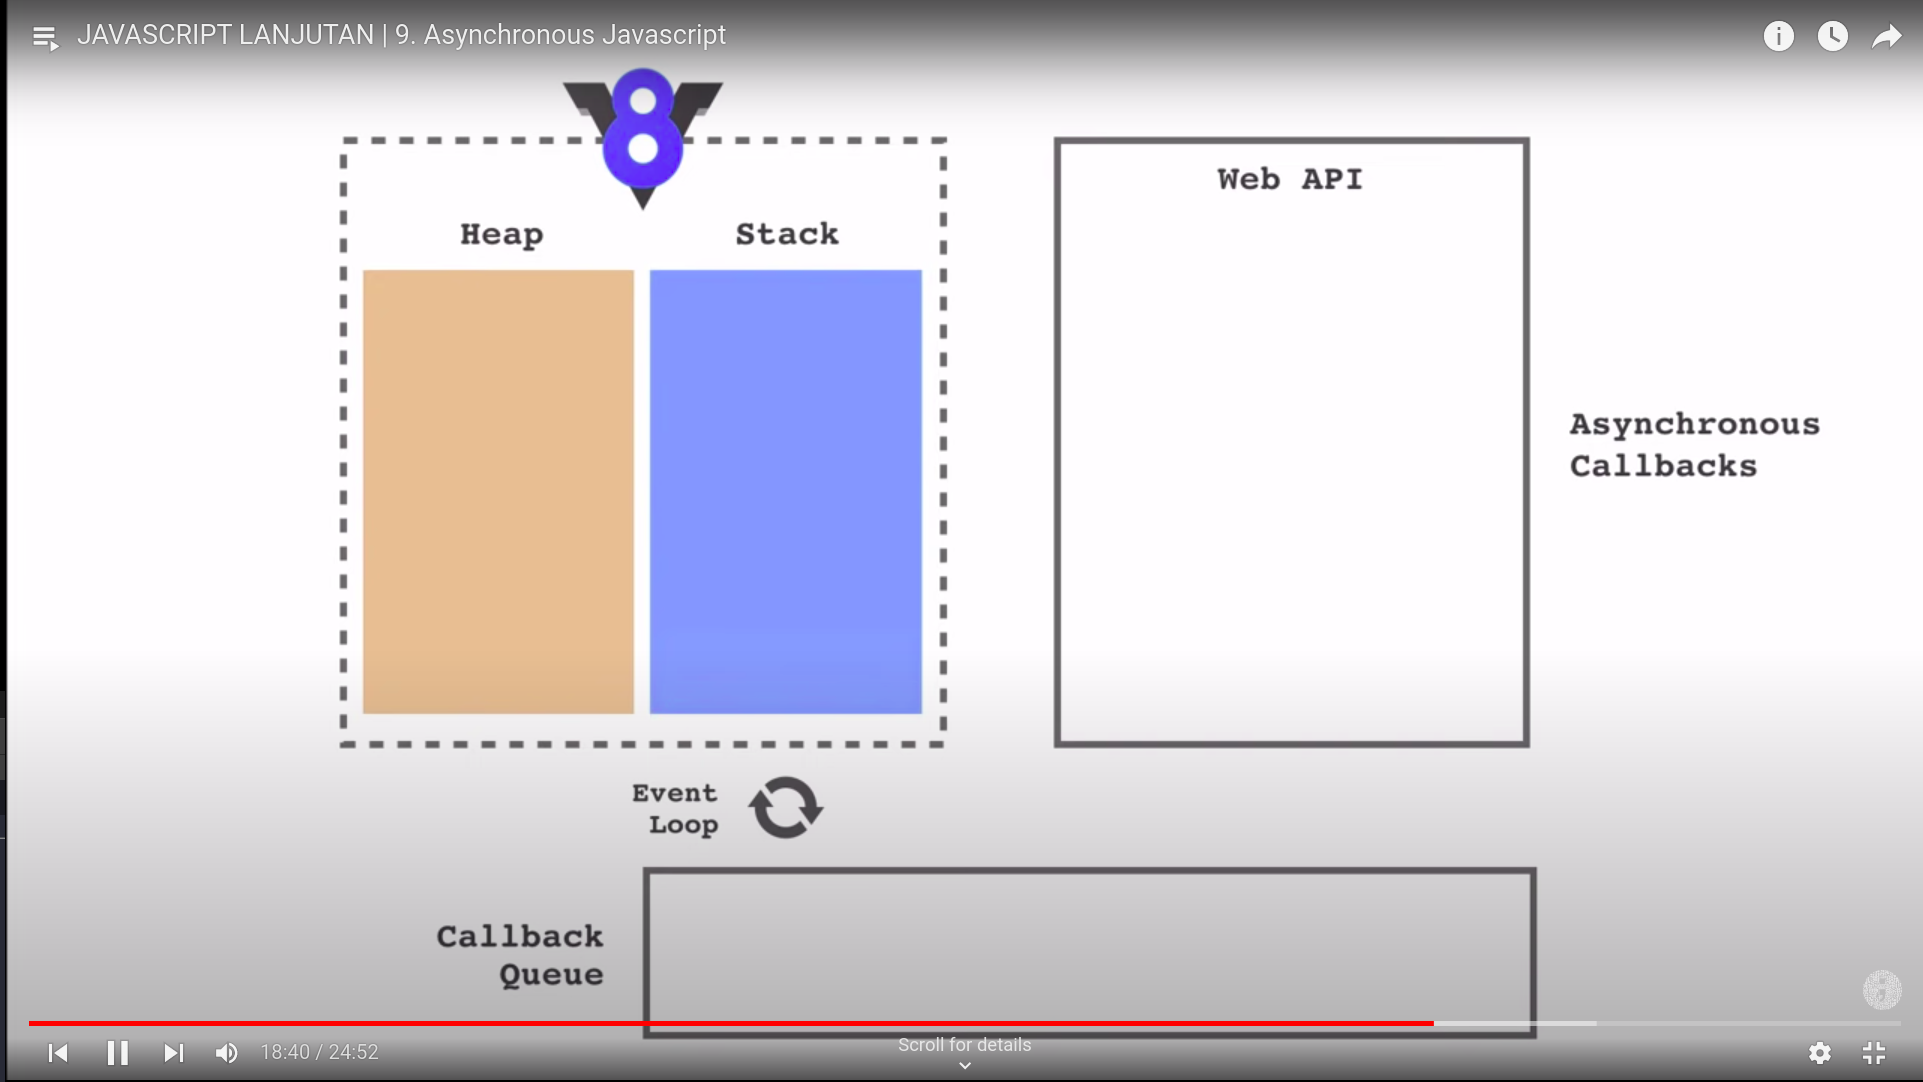 JAVASCRIPT LANJUTAN | 9. Asynchronous Javascript
V8
Heap
Stack
Web API
Asynchronous
Callbacks
Event
Loop
Callback
Queue
18:40 / 24:52
Scroll for details